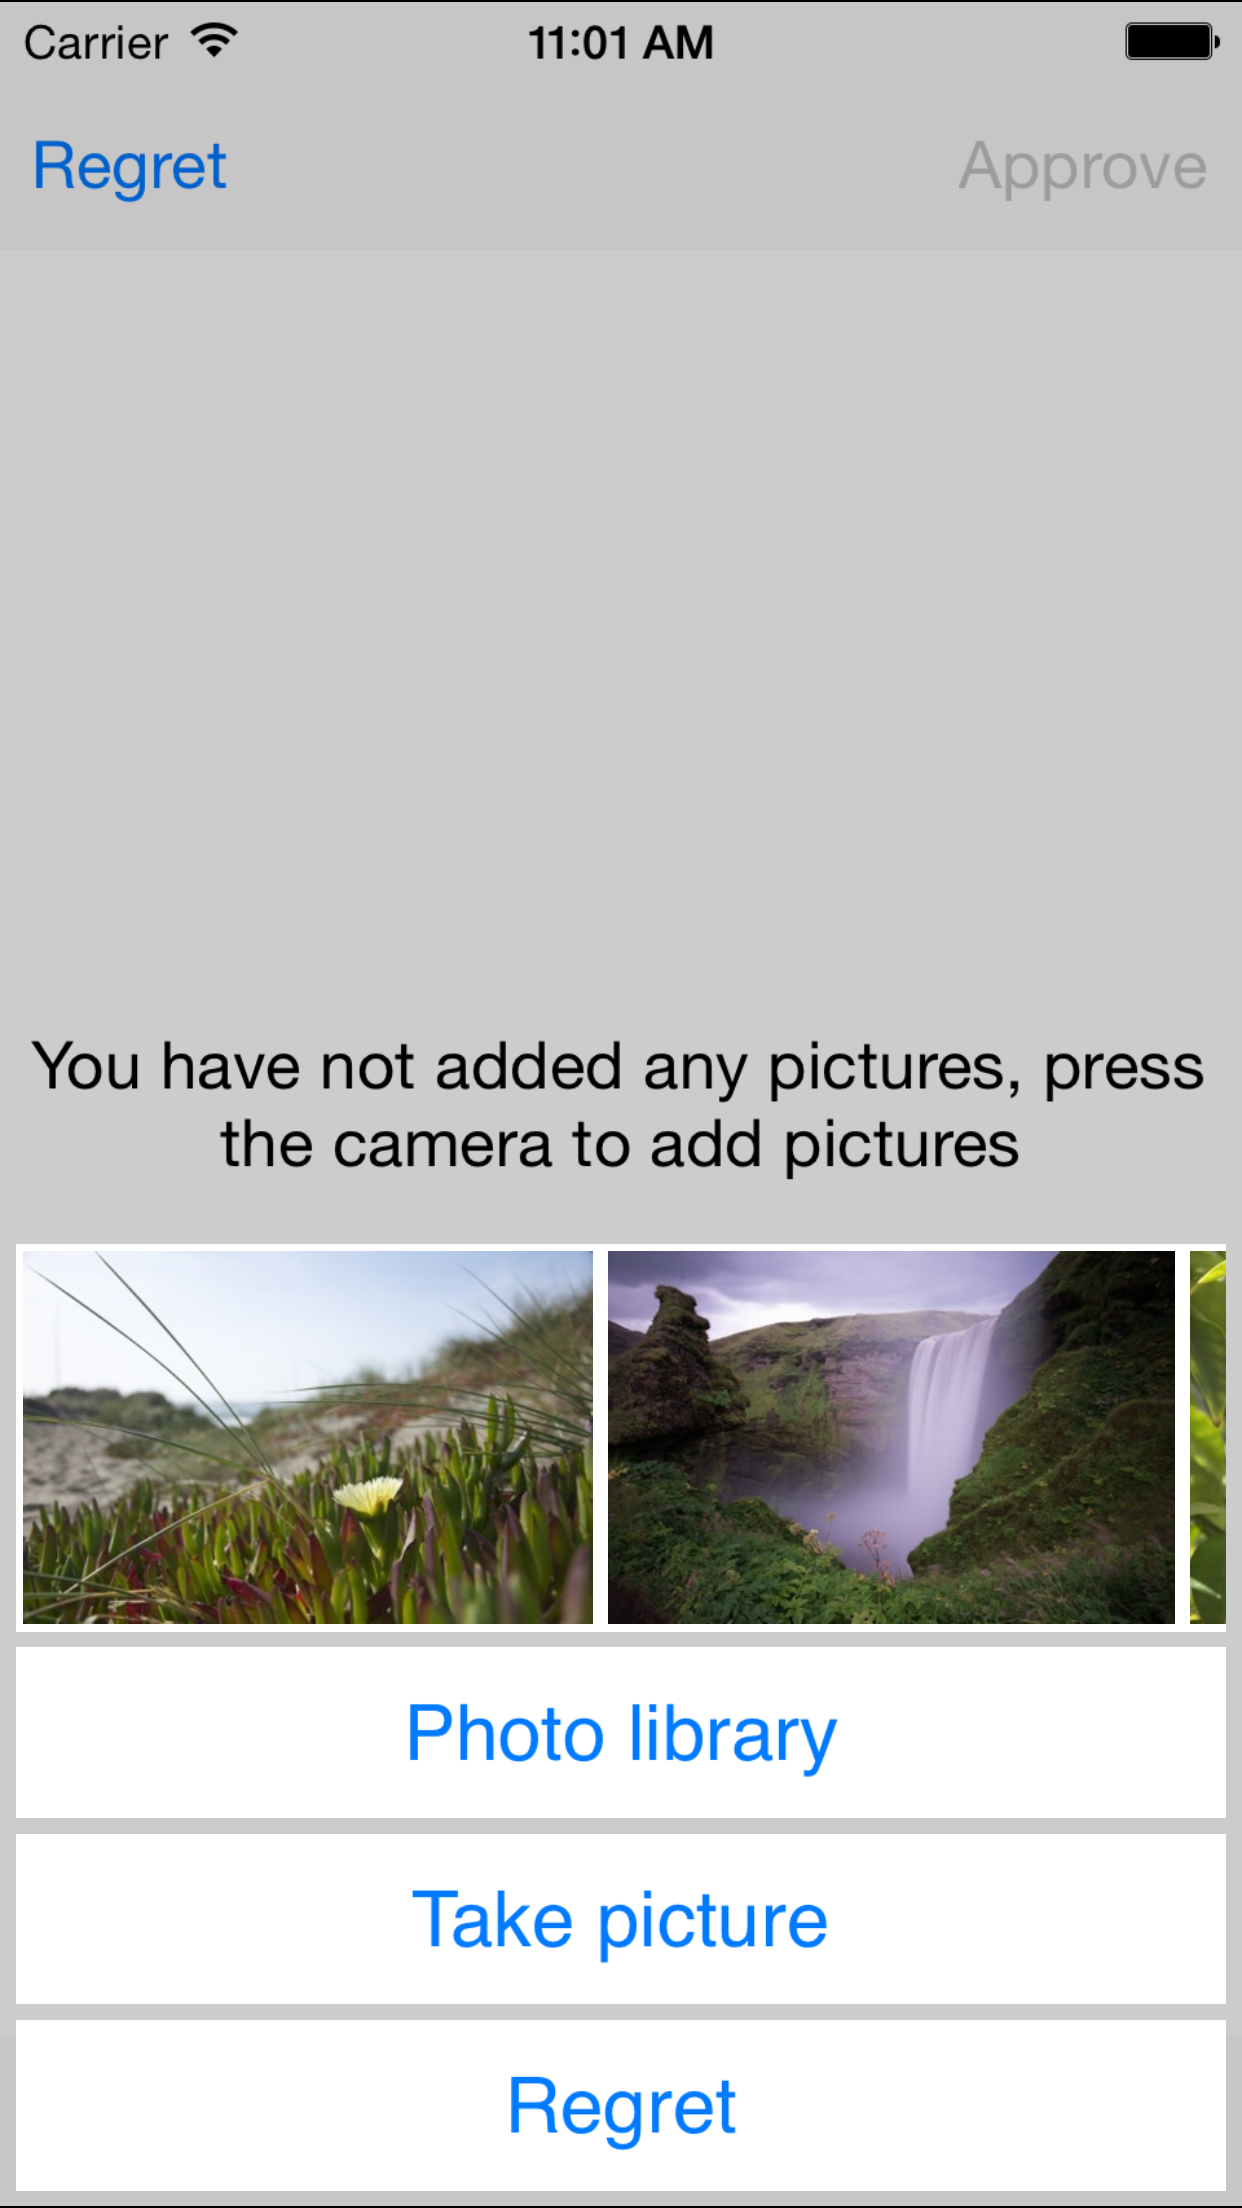 Carrier
11:01 AM
Regret
Approve
You have not added any pictures, press
the camera to add pictures
Photo library
Take picture
Regret